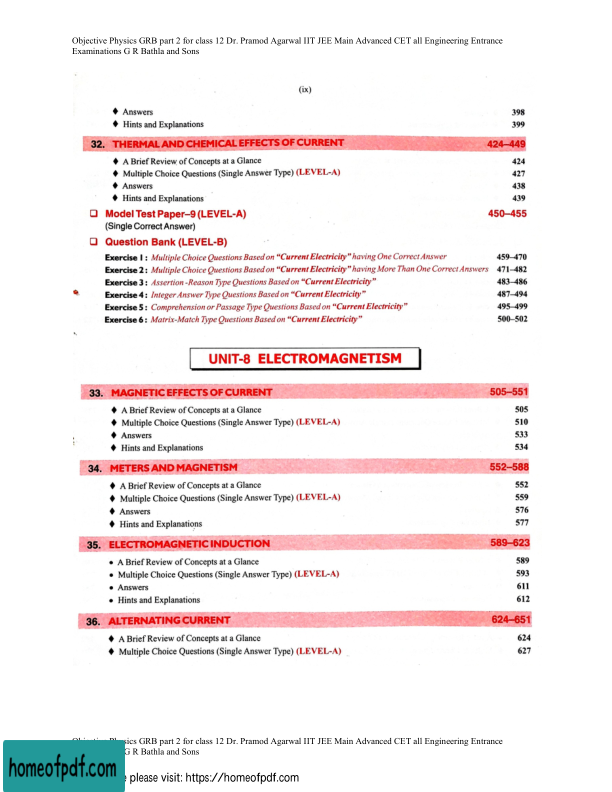 Objective Physics GRB part 2 for class 12 Dr. Pramod Agarwal IIT JEE Main Advanced CET all Engineering Entrance
Examinations G R Bathla and Sons
(ix)
♦ Answers 398
♦ Hints and Explanations 399
32. THERMAL AND CHEMICAL EFFECTS OF CURRENT 424–449
♦ A Brief Review of Concepts at a Glance 424
♦ Multiple Choice Questions (Single Answer Type) (LEVEL-A) 427
♦ Answers 438
♦ Hints and Explanations 439
❑ Model Test Paper–9 (LEVEL-A) 450–455
(Single Correct Answer)
❑ Question Bank (LEVEL-B)
Exercise 1 : Multiple Choice Questions Based on "Current Electricity" having One Correct Answer 459–470
Exercise 2 : Multiple Choice Questions Based on "Current Electricity" having More Than One Correct Answers 471–482
Exercise 3 : Assertion -Reason Type Questions Based on "Current Electricity" 483–486
Exercise 4 : Integer Answer Type Questions Based on "Current Electricity" 487–494
Exercise 5 : Comprehension or Passage Type Questions Based on "Current Electricity" 495–499
Exercise 6 : Matrix-Match Type Questions Based on "Current Electricity" 500–502
UNIT-8 ELECTROMAGNETISM
33. MAGNETIC EFFECTS OF CURRENT 505–551
♦ A Brief Review of Concepts at a Glance 505
♦ Multiple Choice Questions (Single Answer Type) (LEVEL-A) 510
♦ Answers 533
♦ Hints and Explanations 534
34. METERS AND MAGNETISM 552–588
♦ A Brief Review of Concepts at a Glance 552
♦ Multiple Choice Questions (Single Answer Type) (LEVEL-A) 559
♦ Answers 576
♦ Hints and Explanations 577
35. ELECTROMAGNETIC INDUCTION 589–623
• A Brief Review of Concepts at a Glance 589
• Multiple Choice Questions (Single Answer Type) (LEVEL-A) 593
• Answers 611
• Hints and Explanations 612
36. ALTERNATING CURRENT 624–651
♦ A Brief Review of Concepts at a Glance 624
♦ Multiple Choice Questions (Single Answer Type) (LEVEL-A) 627
Physics GRB part 2 for class 12 Dr. Pramod Agarwal IIT JEE Main Advanced CET all Engineering Entrance
G R Bathla and Sons
homeofpdf.com
please visit: https://homeofpdf.com